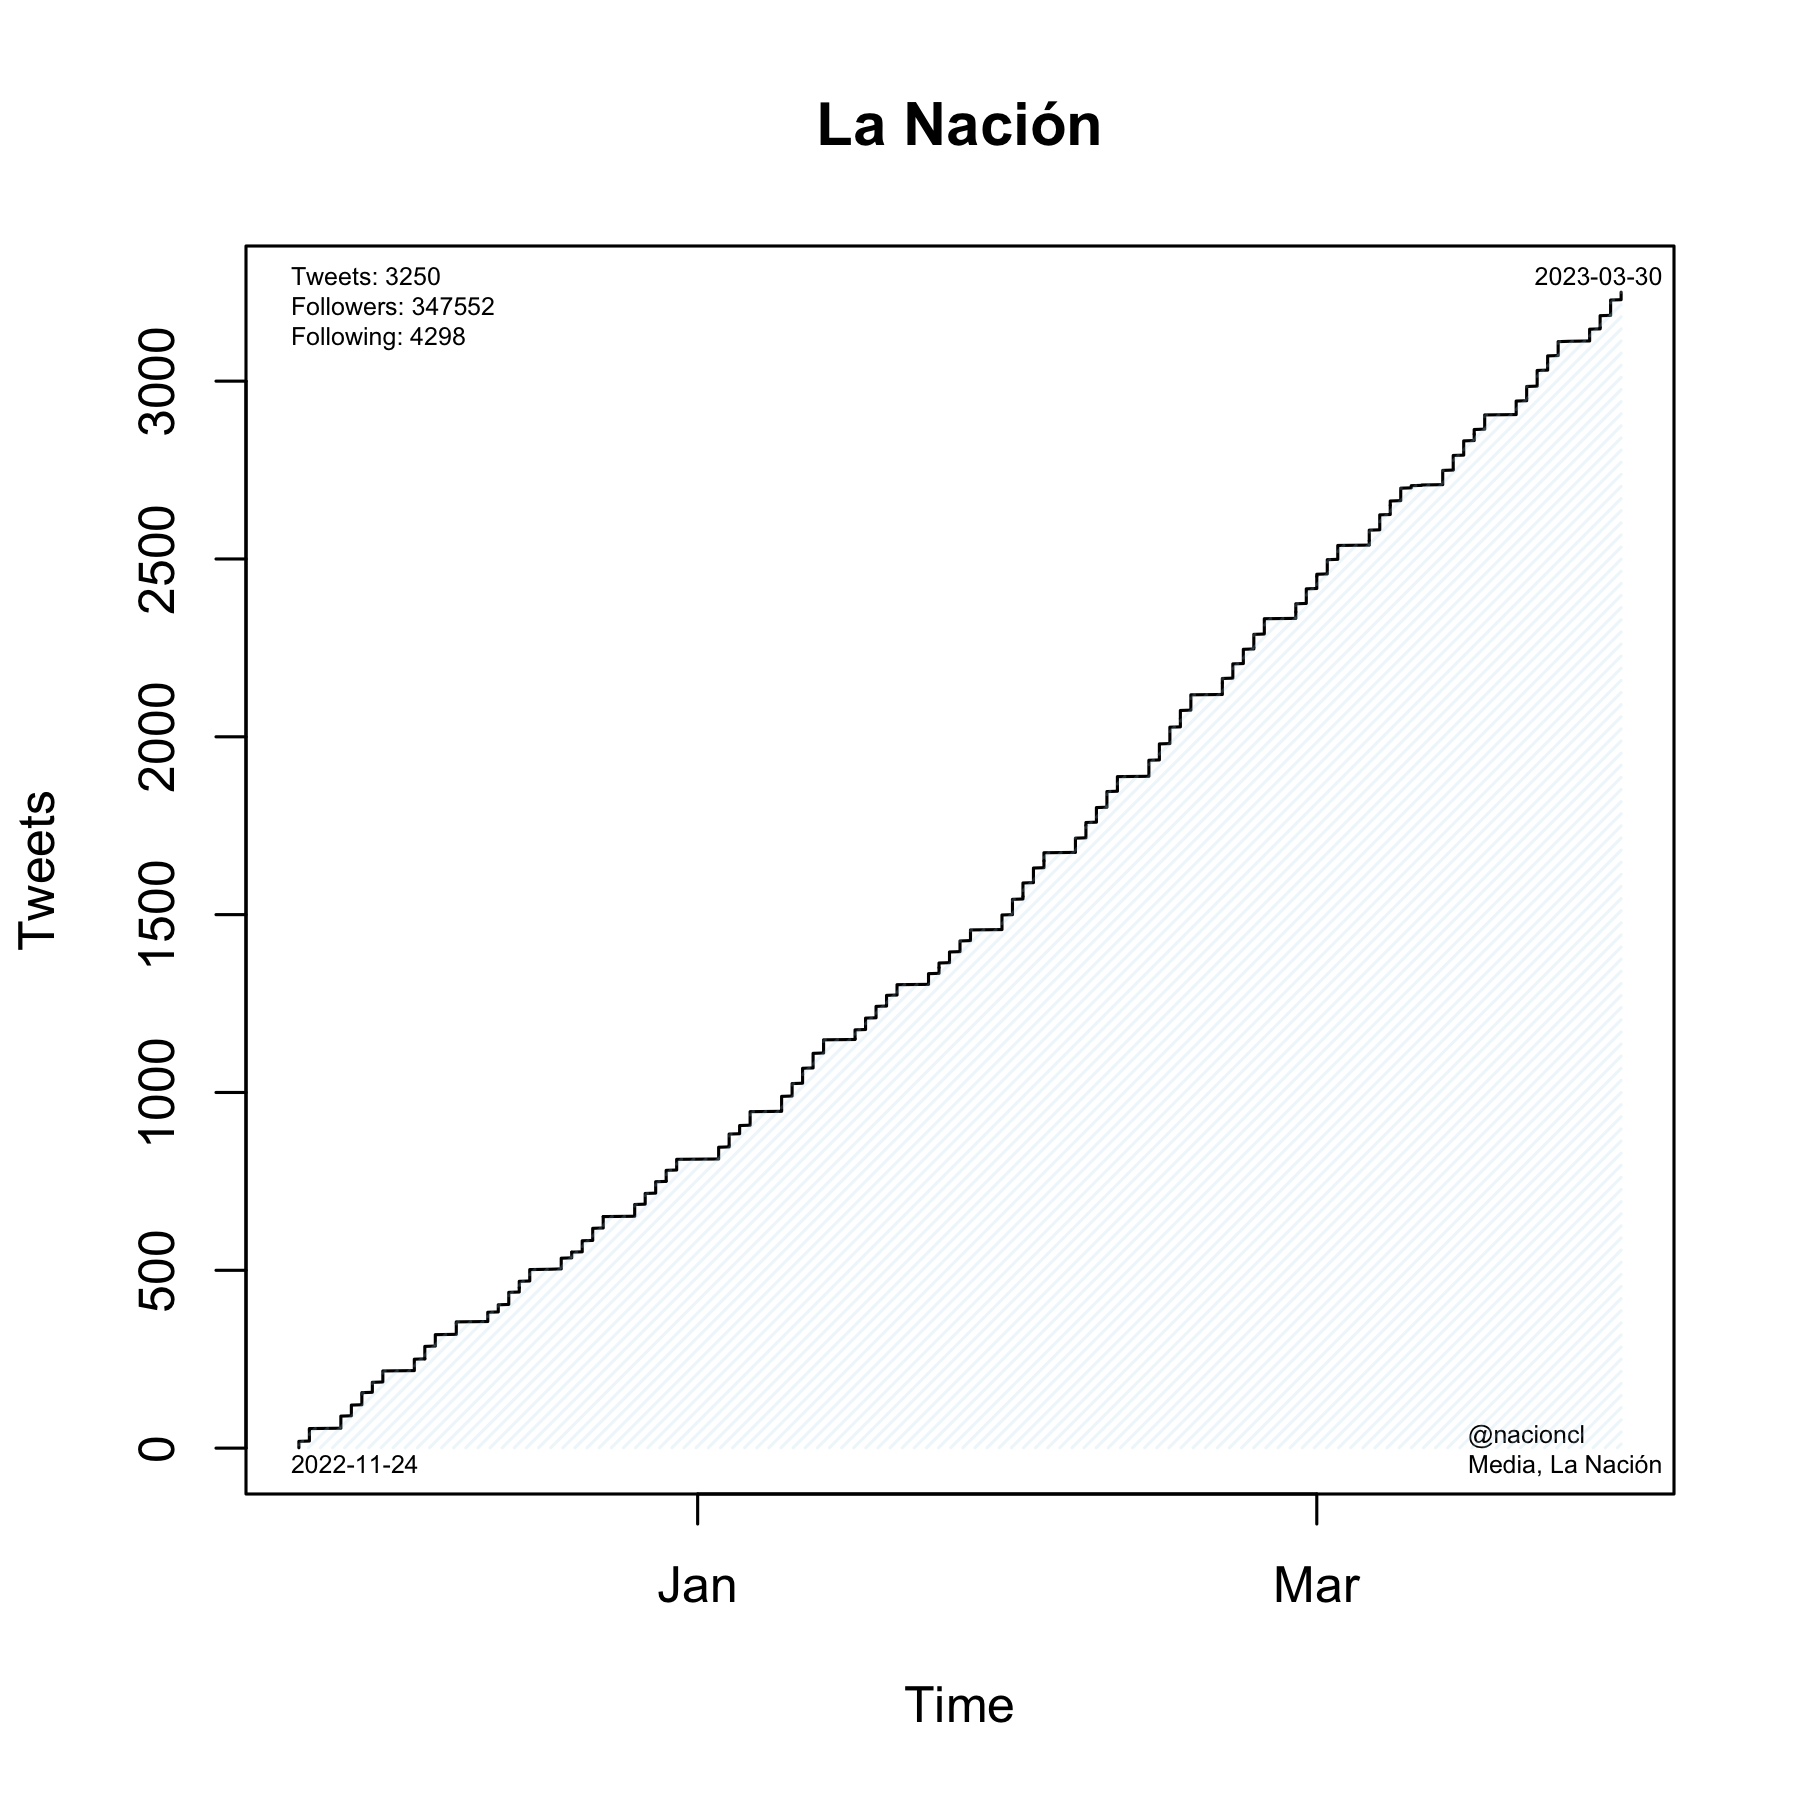 La Nación
Tweets: 3250
Followers: 347552
Following: 4298
2023-03-30
3000
2500
2000
1500
1000
500
0
Tweets
2022-11-24
@nacioncl
Media, La Nación
Jan
Mar
Time